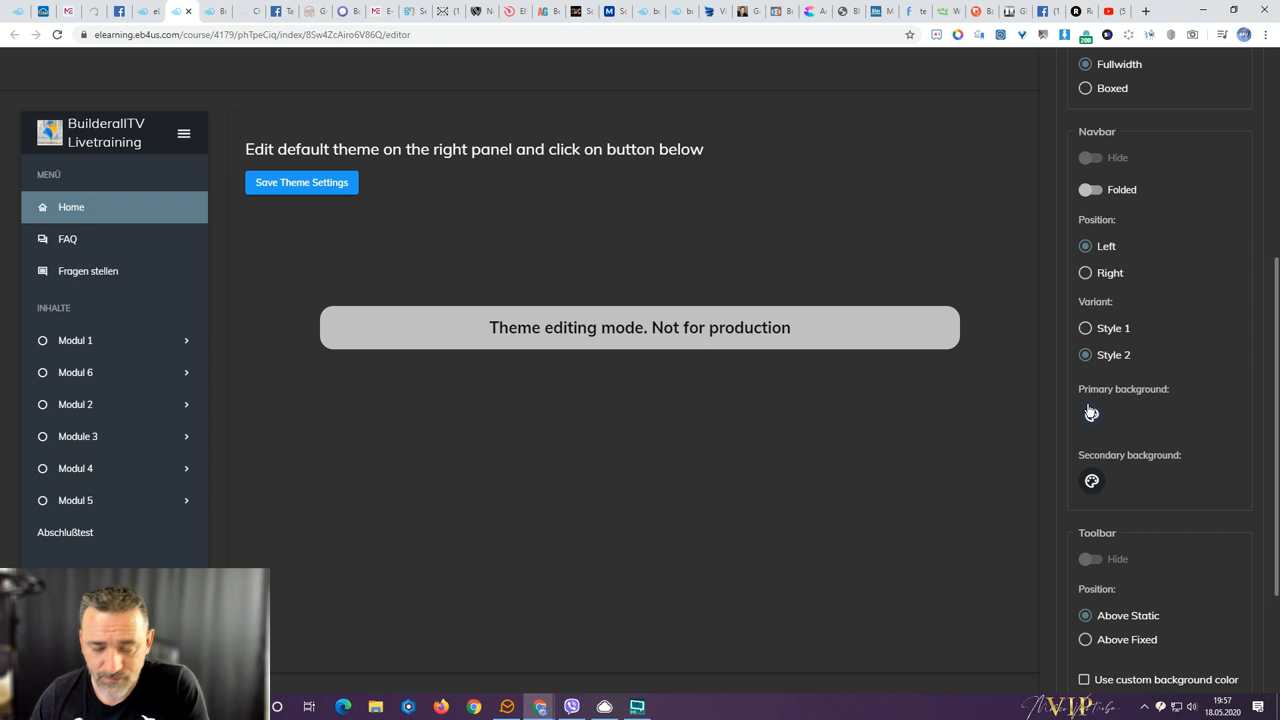 elearning.eb4us.com/course/4179/phTpeCiq/index/8Sw4ZcAiro6V86Q/editor
200
BuilderallTV
Livetraining
MENÜ
Home
FAQ
Fragen stellen
INHALTE
Modul 1
Modul 6
Modul 2
Module 3
Modul 4
Modul 5
Abschlußtest
Edit default theme on the right panel and click on button below
Save Theme Settings
Theme editing mode. Not for production
Fullwidth
Boxed
Navbar
Hide
Folded
Position:
Left
Right
Variant:
Style 1
Style 2
Primary background:
Secondary background:
Toolbar
Hide
Position:
Above Static
Above Fixed
Use custom background color
VIP
19:57
18.05.2020